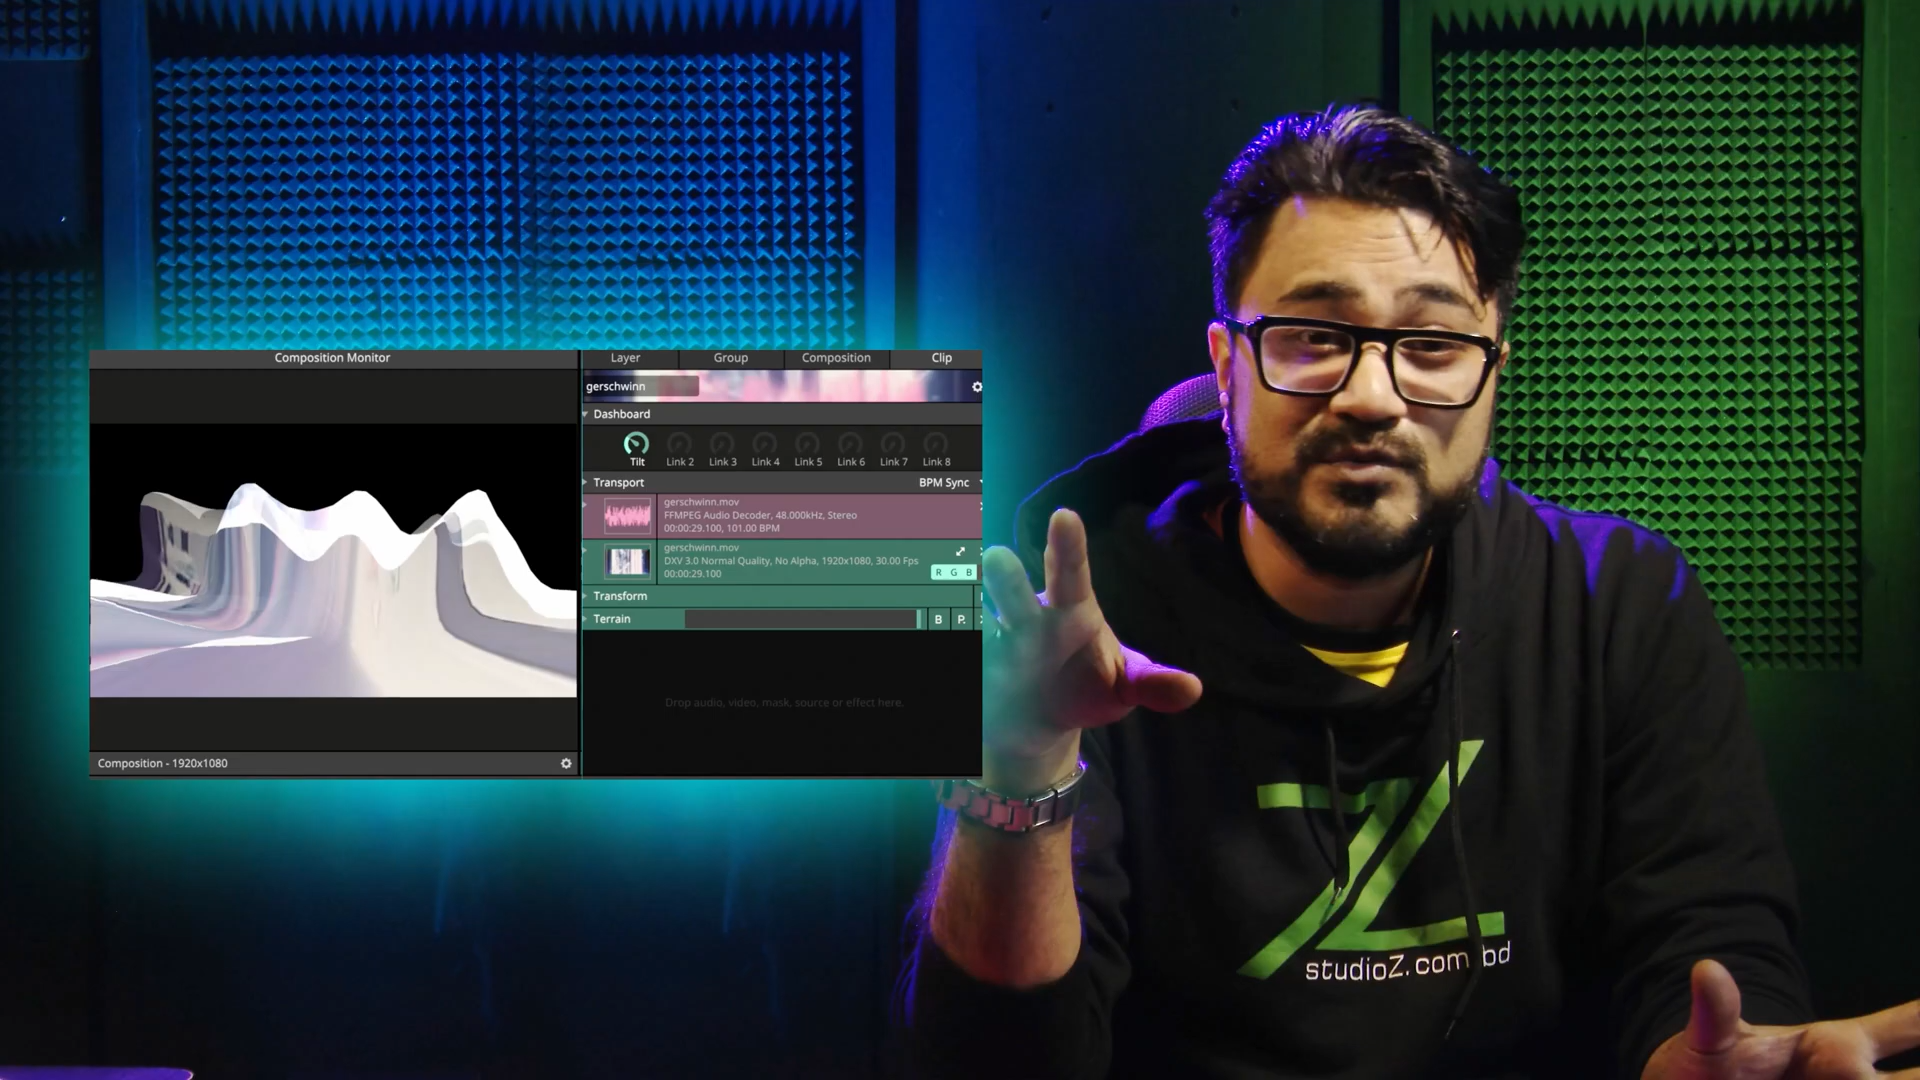 Composition Monitor
Layer Group Composition Clip
gerschwinn
Dashboard
Tilt Link 2 Link 3 Link 4 Link 5 Link 6 Link 7 Link 8
Transport BPM Sync
gerschwinn.mov
FFMPEG Audio Decoder, 48.000kHz, Stereo
00:00:29.100, 101.00 BPM
gerschwinn.mov
DXV 3.0 Normal Quality, No Alpha, 1920x1080, 30.00 Fps
00:00:29.100
R G B
Transform
Terrain B P.
Drop audio, video, mask, source or effect here.
Composition - 1920x1080
Z
studioZ.com.bd